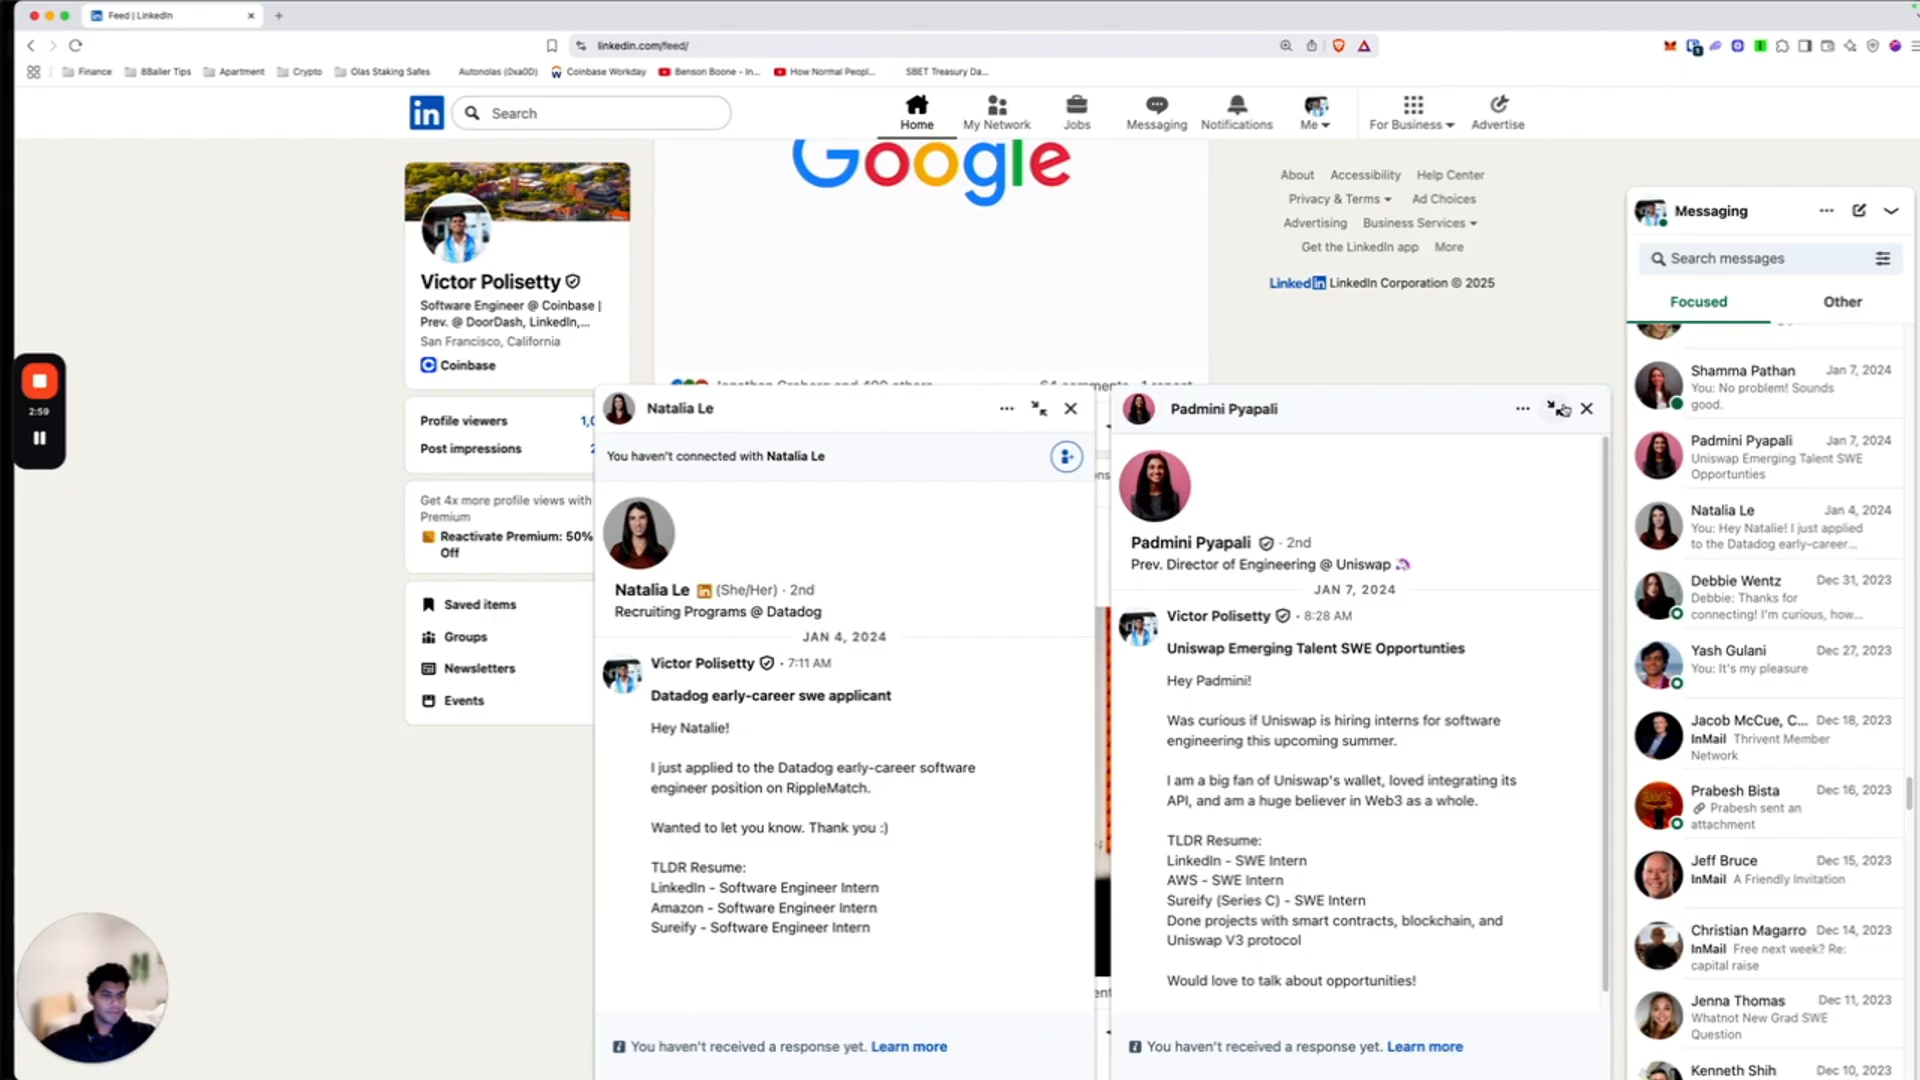 Feed | LinkedIn
linkedin.com/feed/
Finance
8Baller Tips
Apartment
Crypto
Olas Staking Safes
Autonolas (0xa0D)
Coinbase Workday
Benson Boone - In...
How Normal Peopl...
SBET Treasury Da...
in
Search
Home
My Network
Jobs
Messaging
Notifications
Me
For Business
Advertise
Google
Victor Polisetty
Software Engineer @ Coinbase |
Prev. @ DoorDash, LinkedIn,...
San Francisco, California
Coinbase
Profile viewers
Post impressions
Get 4x more profile views with
Premium
Reactivate Premium: 50%
Off
Saved items
Groups
Newsletters
Events
2:59
About Accessibility Help Center
Privacy & Terms Ad Choices
Advertising Business Services
Get the LinkedIn app More
LinkedIn LinkedIn Corporation © 2025
Natalia Le
You haven't connected with Natalia Le
Natalia Le in (She/Her) · 2nd
Recruiting Programs @ Datadog
JAN 4, 2024
Victor Polisetty · 7:11 AM
Datadog early-career swe applicant
Hey Natalie!
I just applied to the Datadog early-career software
engineer position on RippleMatch.
Wanted to let you know. Thank you :)
TLDR Resume:
LinkedIn - Software Engineer Intern
Amazon - Software Engineer Intern
Sureify - Software Engineer Intern
You haven't received a response yet. Learn more
Padmini Pyapali
Padmini Pyapali · 2nd
Prev. Director of Engineering @ Uniswap
JAN 7, 2024
Victor Polisetty · 8:28 AM
Uniswap Emerging Talent SWE Opportunties
Hey Padmini!
Was curious if Uniswap is hiring interns for software
engineering this upcoming summer.
I am a big fan of Uniswap's wallet, loved integrating its
API, and am a huge believer in Web3 as a whole.
TLDR Resume:
LinkedIn - SWE Intern
AWS - SWE Intern
Sureify (Series C) - SWE Intern
Done projects with smart contracts, blockchain, and
Uniswap V3 protocol
Would love to talk about opportunities!
You haven't received a response yet. Learn more
Messaging
Search messages
Focused
Other
Shamma Pathan Jan 7, 2024
You: No problem! Sounds
good.
Padmini Pyapali Jan 7, 2024
Uniswap Emerging Talent SWE
Opportunties
Natalia Le Jan 4, 2024
You: Hey Natalie! I just applied
to the Datadog early-career...
Debbie Wentz Dec 31, 2023
Debbie: Thanks for
connecting! I'm curious, how...
Yash Gulani Dec 27, 2023
You: It's my pleasure
Jacob McCue, C... Dec 18, 2023
InMail Thrivent Member
Network
Prabesh Bista Dec 16, 2023
Prabesh sent an
attachment
Jeff Bruce Dec 15, 2023
InMail A Friendly Invitation
Christian Magarro Dec 14, 2023
InMail Free next week? Re:
capital raise
Jenna Thomas Dec 11, 2023
Whatnot New Grad SWE
Question
Kenneth Shih Dec 10, 2023